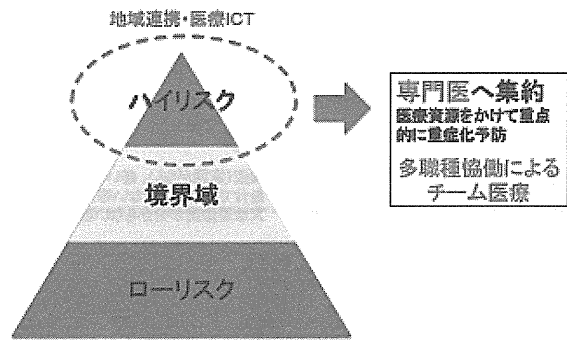 地域連携・医療ICT
ハイリスク
境界域
ローリスク
専門医へ集約
医療資源をかけて重点
的に重症化予防
多職種協働による
チーム医療